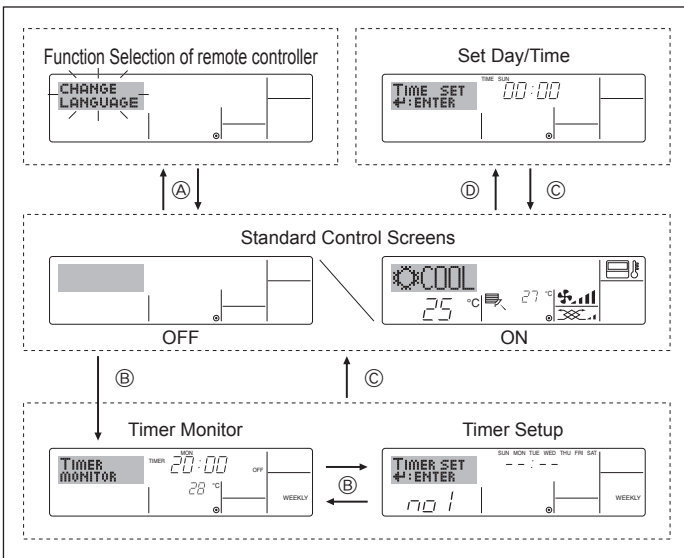 Function Selection of remote controller
CHANGE
LANGUAGE
Set Day/Time
TIME SUN
TIME SET 00:00
↵:ENTER
Ⓐ
Ⓓ
Ⓒ
Standard Control Screens
COOL
25 °C
27 °C
OFF
ON
Ⓑ
Ⓒ
Timer Monitor
TIMER MONITOR
TIMER MON 20:00 OFF
28 °C
WEEKLY
Ⓑ
Timer Setup
SUN MON TUE WED THU FRI SAT
TIMER SET --:--
↵:ENTER
no 1
WEEKLY